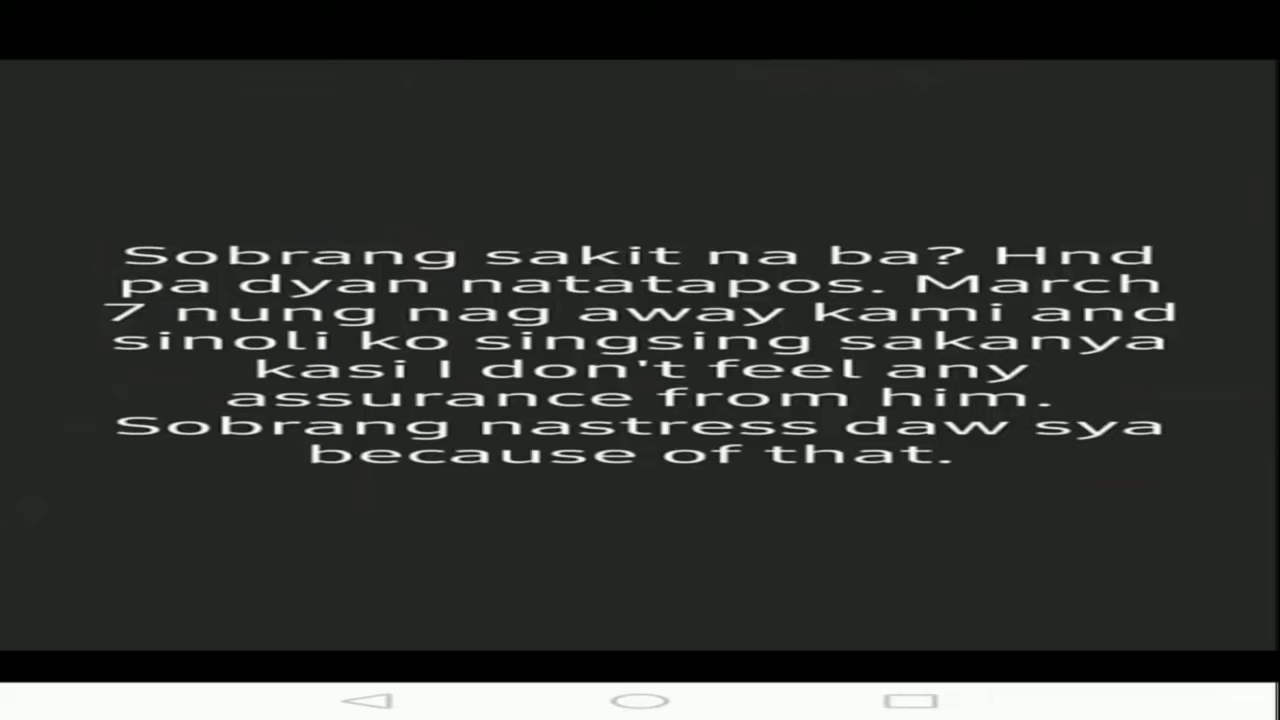 Sobrang sakit na ba? Hnd
pa dyan natatapos. March
7 nung nag away kami and
sinoli ko singsing sakanya
kasi I don't feel any
assurance from him.
Sobrang nastress daw sya
because of that.